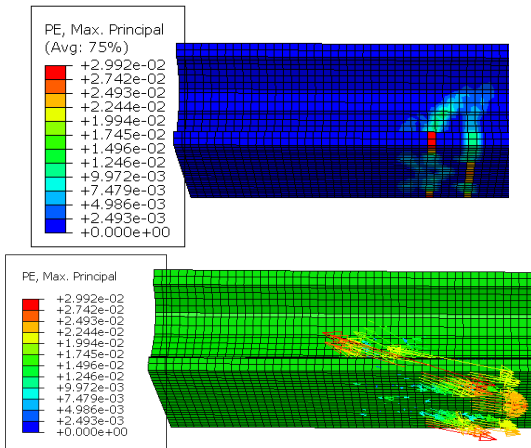 PE, Max. Principal
(Avg: 75%)
+2.992e-02
+2.742e-02
+2.493e-02
+2.244e-02
+1.994e-02
+1.745e-02
+1.496e-02
+1.246e-02
+9.972e-03
+7.479e-03
+4.986e-03
+2.493e-03
+0.000e+00
PE, Max. Principal
+2.992e-02
+2.742e-02
+2.493e-02
+2.244e-02
+1.994e-02
+1.745e-02
+1.496e-02
+1.246e-02
+9.972e-03
+7.479e-03
+4.986e-03
+2.493e-03
+0.000e+00